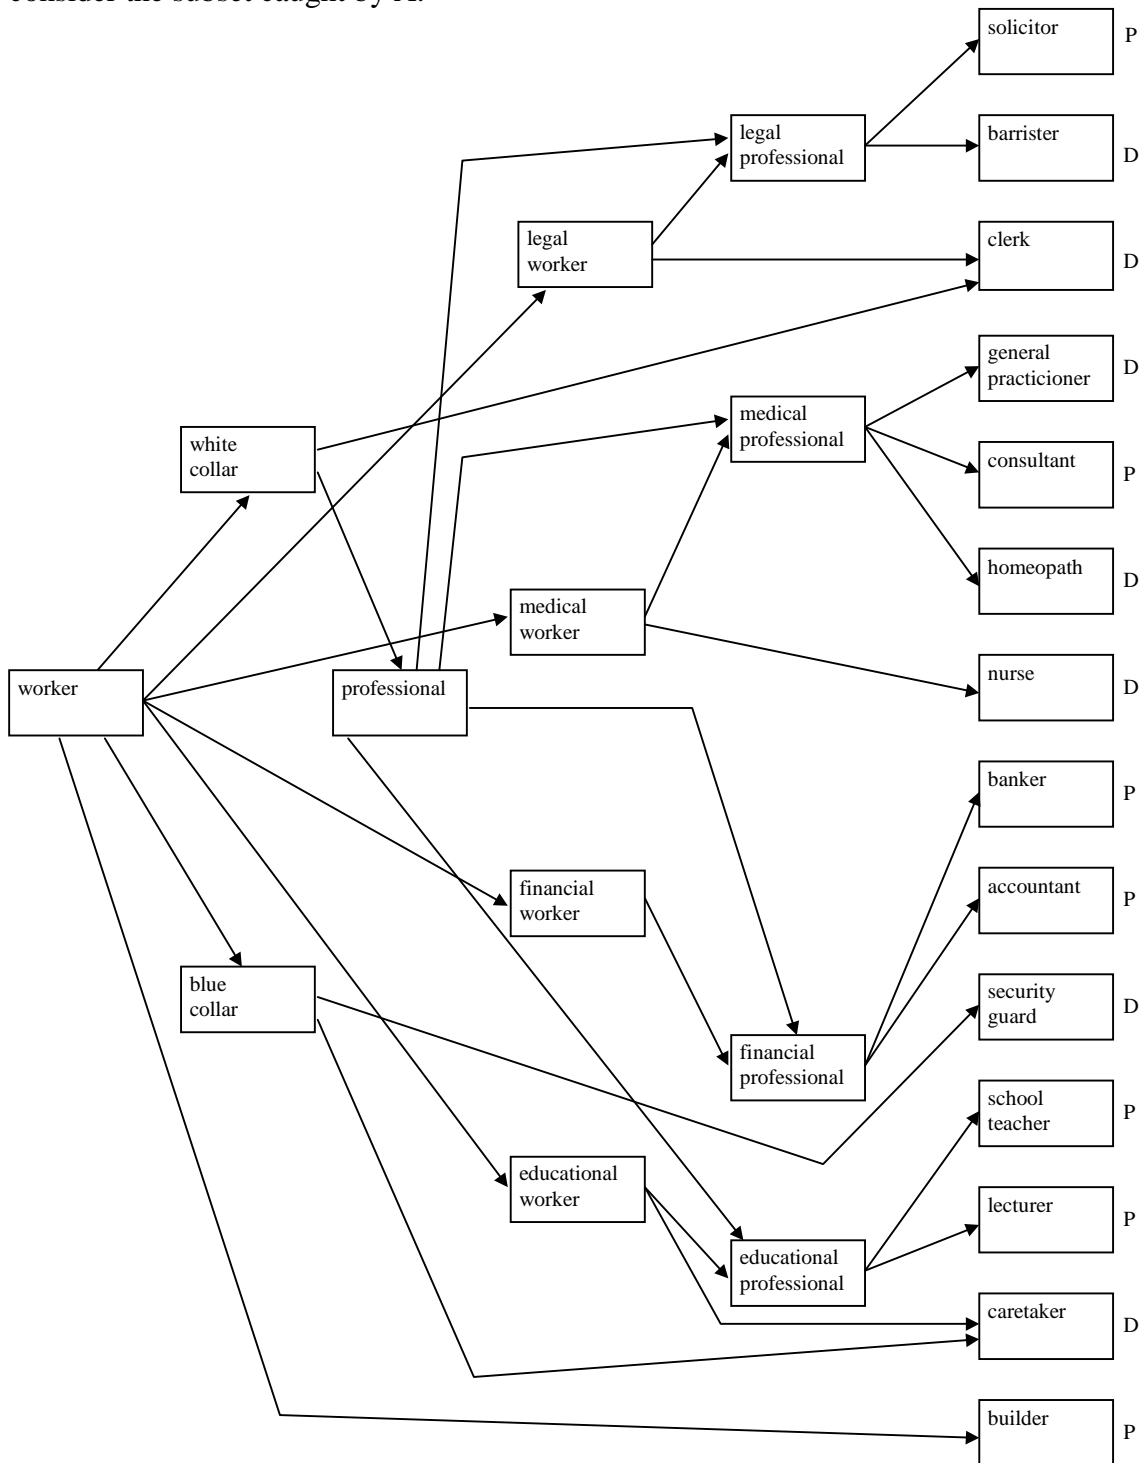 consider the subset caught by A.
solicitor
P
legal
professional
barrister
D
legal
worker
clerk
D
general
practicioner
D
medical
professional
white
collar
consultant
P
homeopath
D
medical
worker
nurse
D
worker
professional
banker
P
financial
worker
accountant
P
blue
collar
security
guard
D
financial
professional
school
teacher
P
educational
worker
lecturer
P
educational
professional
caretaker
D
builder
P